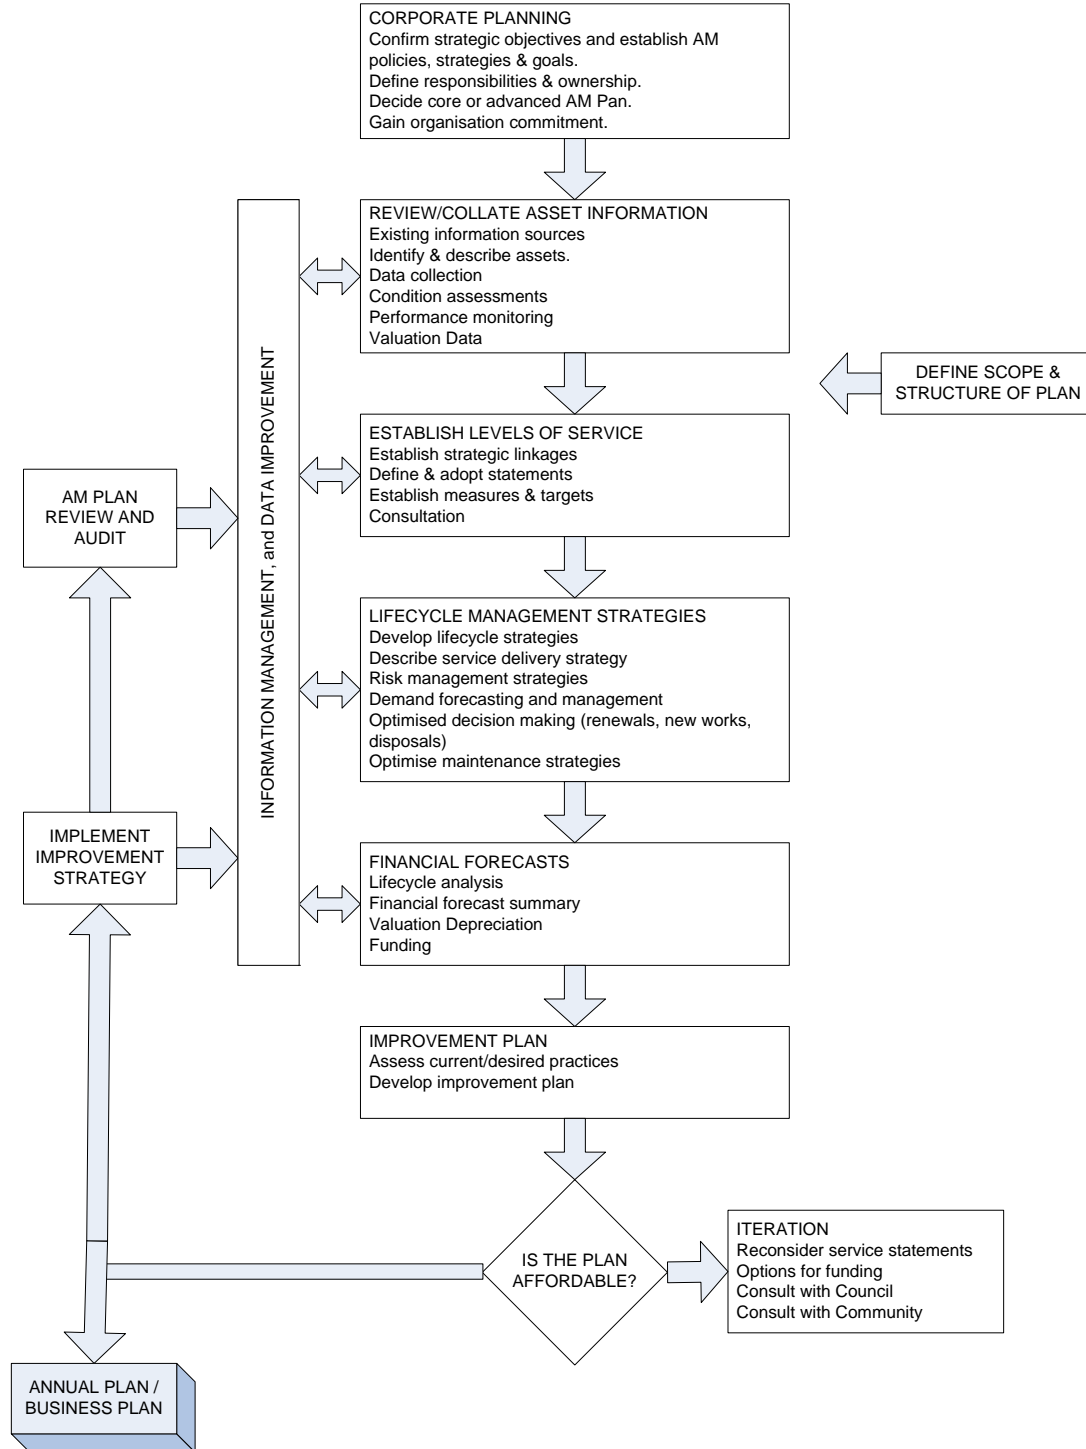 CORPORATE PLANNING
Confirm strategic objectives and establish AM
policies, strategies & goals.
Define responsibilities & ownership.
Decide core or advanced AM Pan.
Gain organisation commitment.
REVIEW/COLLATE ASSET INFORMATION
Existing information sources
Identify & describe assets.
Data collection
Condition assessments
Performance monitoring
Valuation Data
DEFINE SCOPE &
STRUCTURE OF PLAN
INFORMATION MANAGEMENT, and DATA IMPROVEMENT
ESTABLISH LEVELS OF SERVICE
Establish strategic linkages
Define & adopt statements
Establish measures & targets
Consultation
AM PLAN
REVIEW AND
AUDIT
LIFECYCLE MANAGEMENT STRATEGIES
Develop lifecycle strategies
Describe service delivery strategy
Risk management strategies
Demand forecasting and management
Optimised decision making (renewals, new works,
disposals)
Optimise maintenance strategies
IMPLEMENT
IMPROVEMENT
STRATEGY
FINANCIAL FORECASTS
Lifecycle analysis
Financial forecast summary
Valuation Depreciation
Funding
IMPROVEMENT PLAN
Assess current/desired practices
Develop improvement plan
IS THE PLAN
AFFORDABLE?
ITERATION
Reconsider service statements
Options for funding
Consult with Council
Consult with Community
ANNUAL PLAN /
BUSINESS PLAN